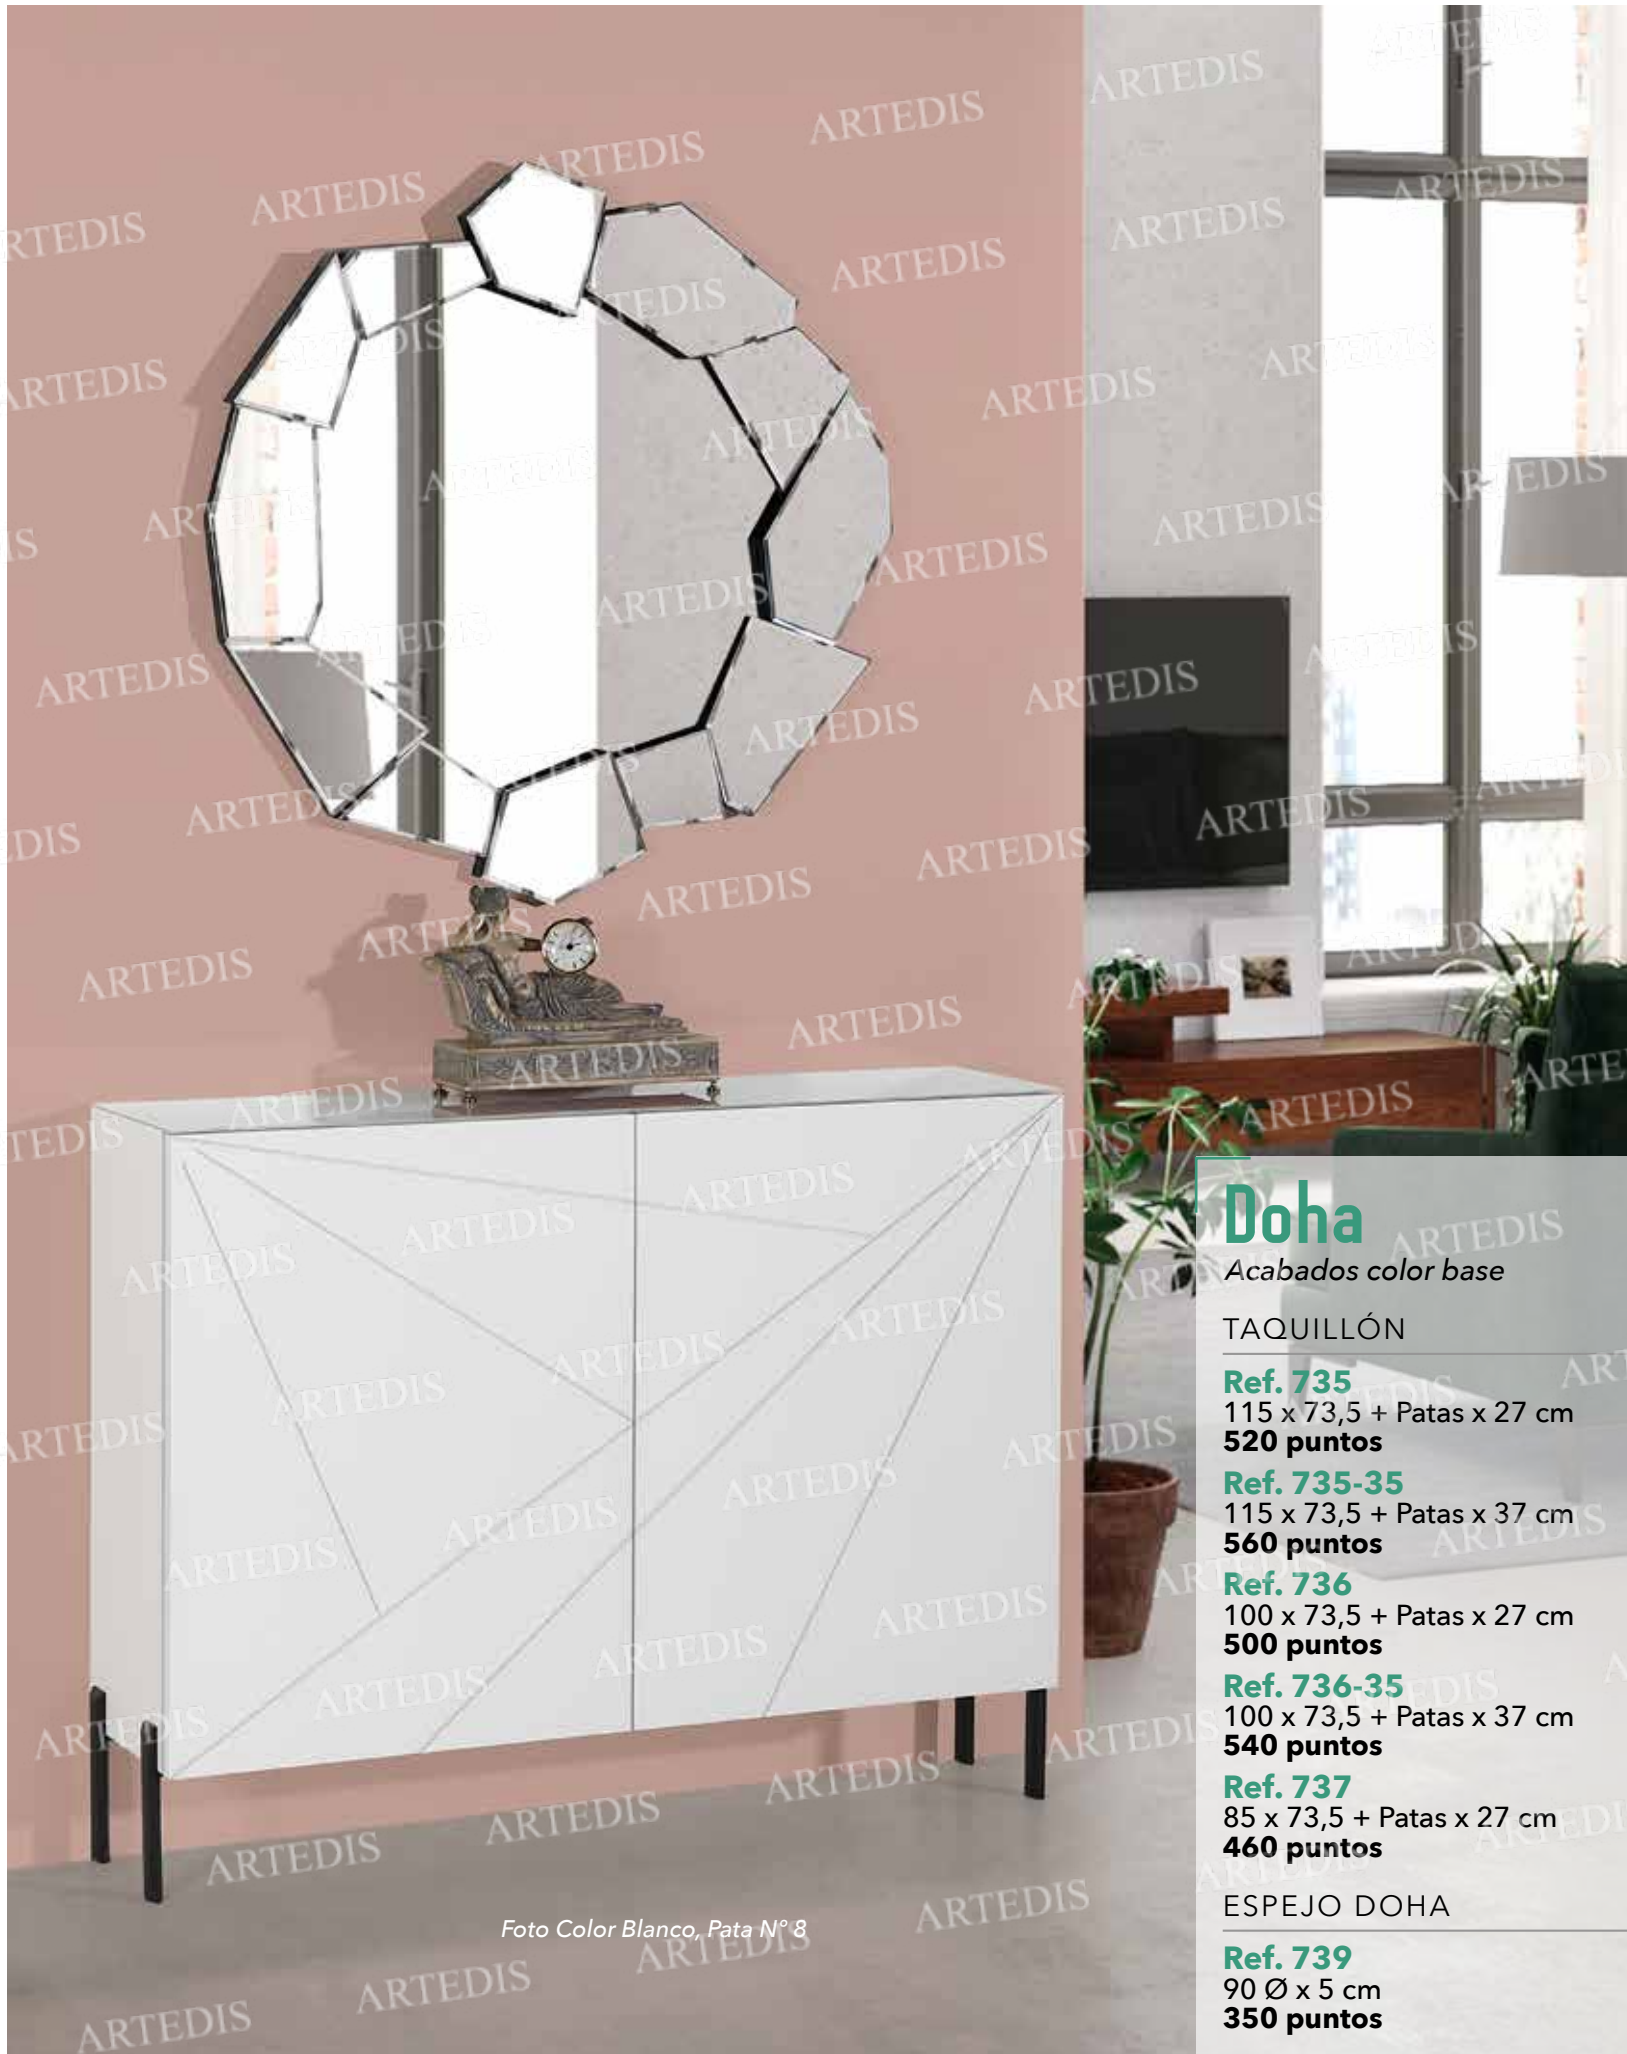 Doha
Acabados color base
TAQUILLÓN
Ref. 735
115 x 73,5 + Patas x 27 cm
520 puntos
Ref. 735-35
115 x 73,5 + Patas x 37 cm
560 puntos
Ref. 736
100 x 73,5 + Patas x 27 cm
500 puntos
Ref. 736-35
100 x 73,5 + Patas x 37 cm
540 puntos
Ref. 737
85 x 73,5 + Patas x 27 cm
460 puntos
ESPEJO DOHA
Ref. 739
90 Ø x 5 cm
350 puntos
Foto Color Blanco, Pata Nº 8
ARTEDIS